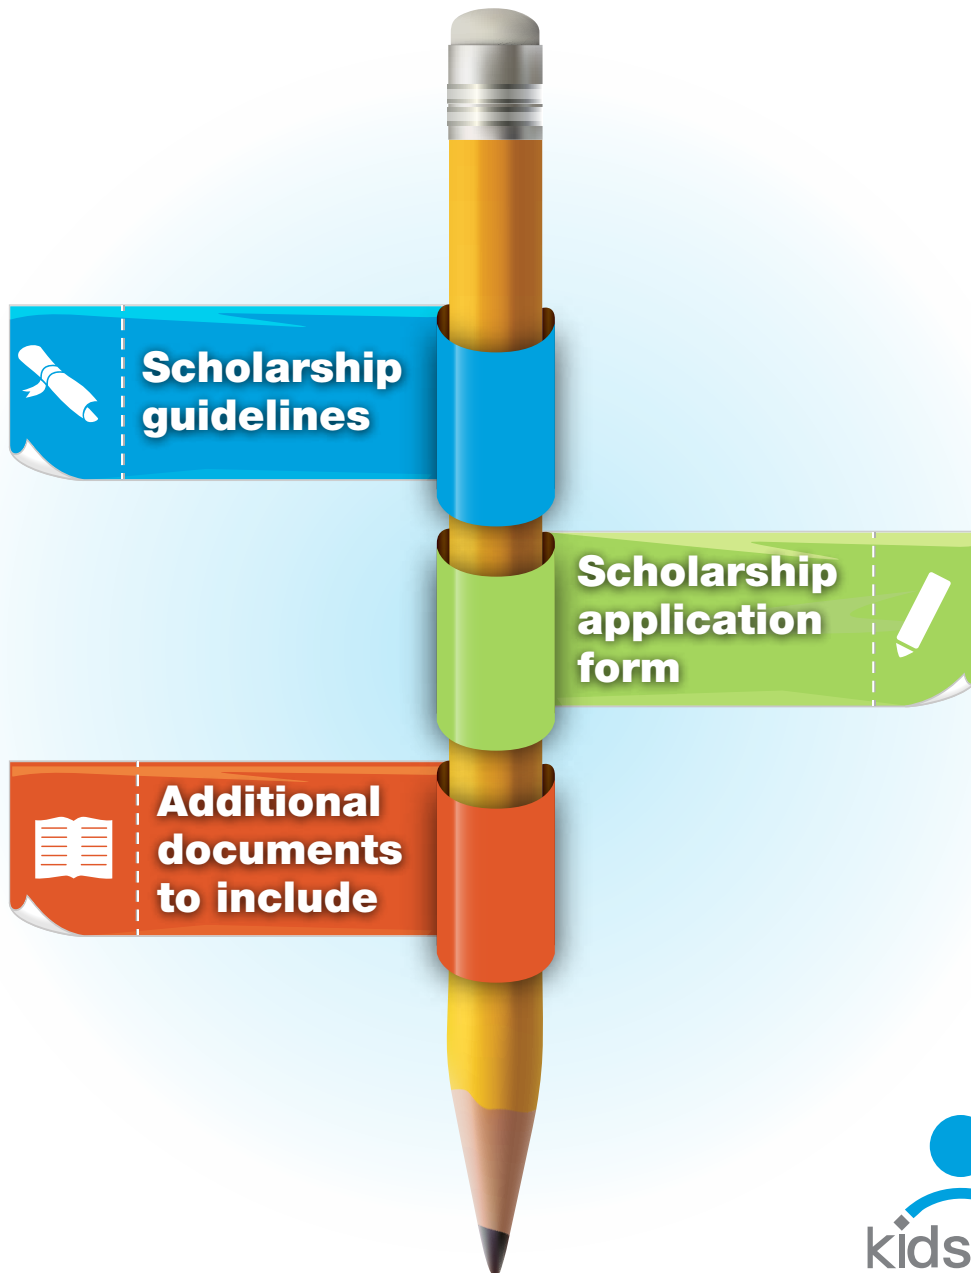 Scholarship
guidelines
Scholarship
application
form
Additional
documents
to include
kids